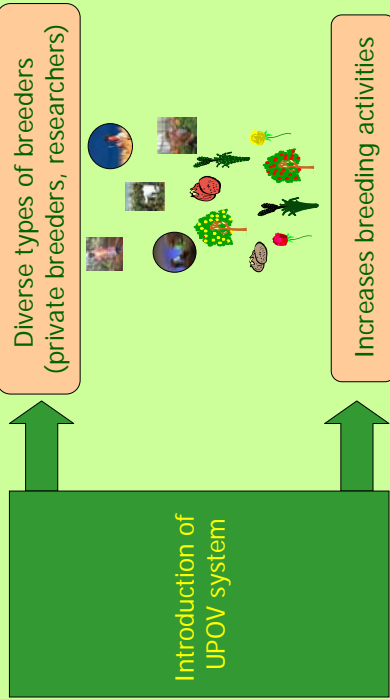 Introduction of
UPOV system
Diverse types of breeders
(private breeders, researchers)
Increases breeding activities